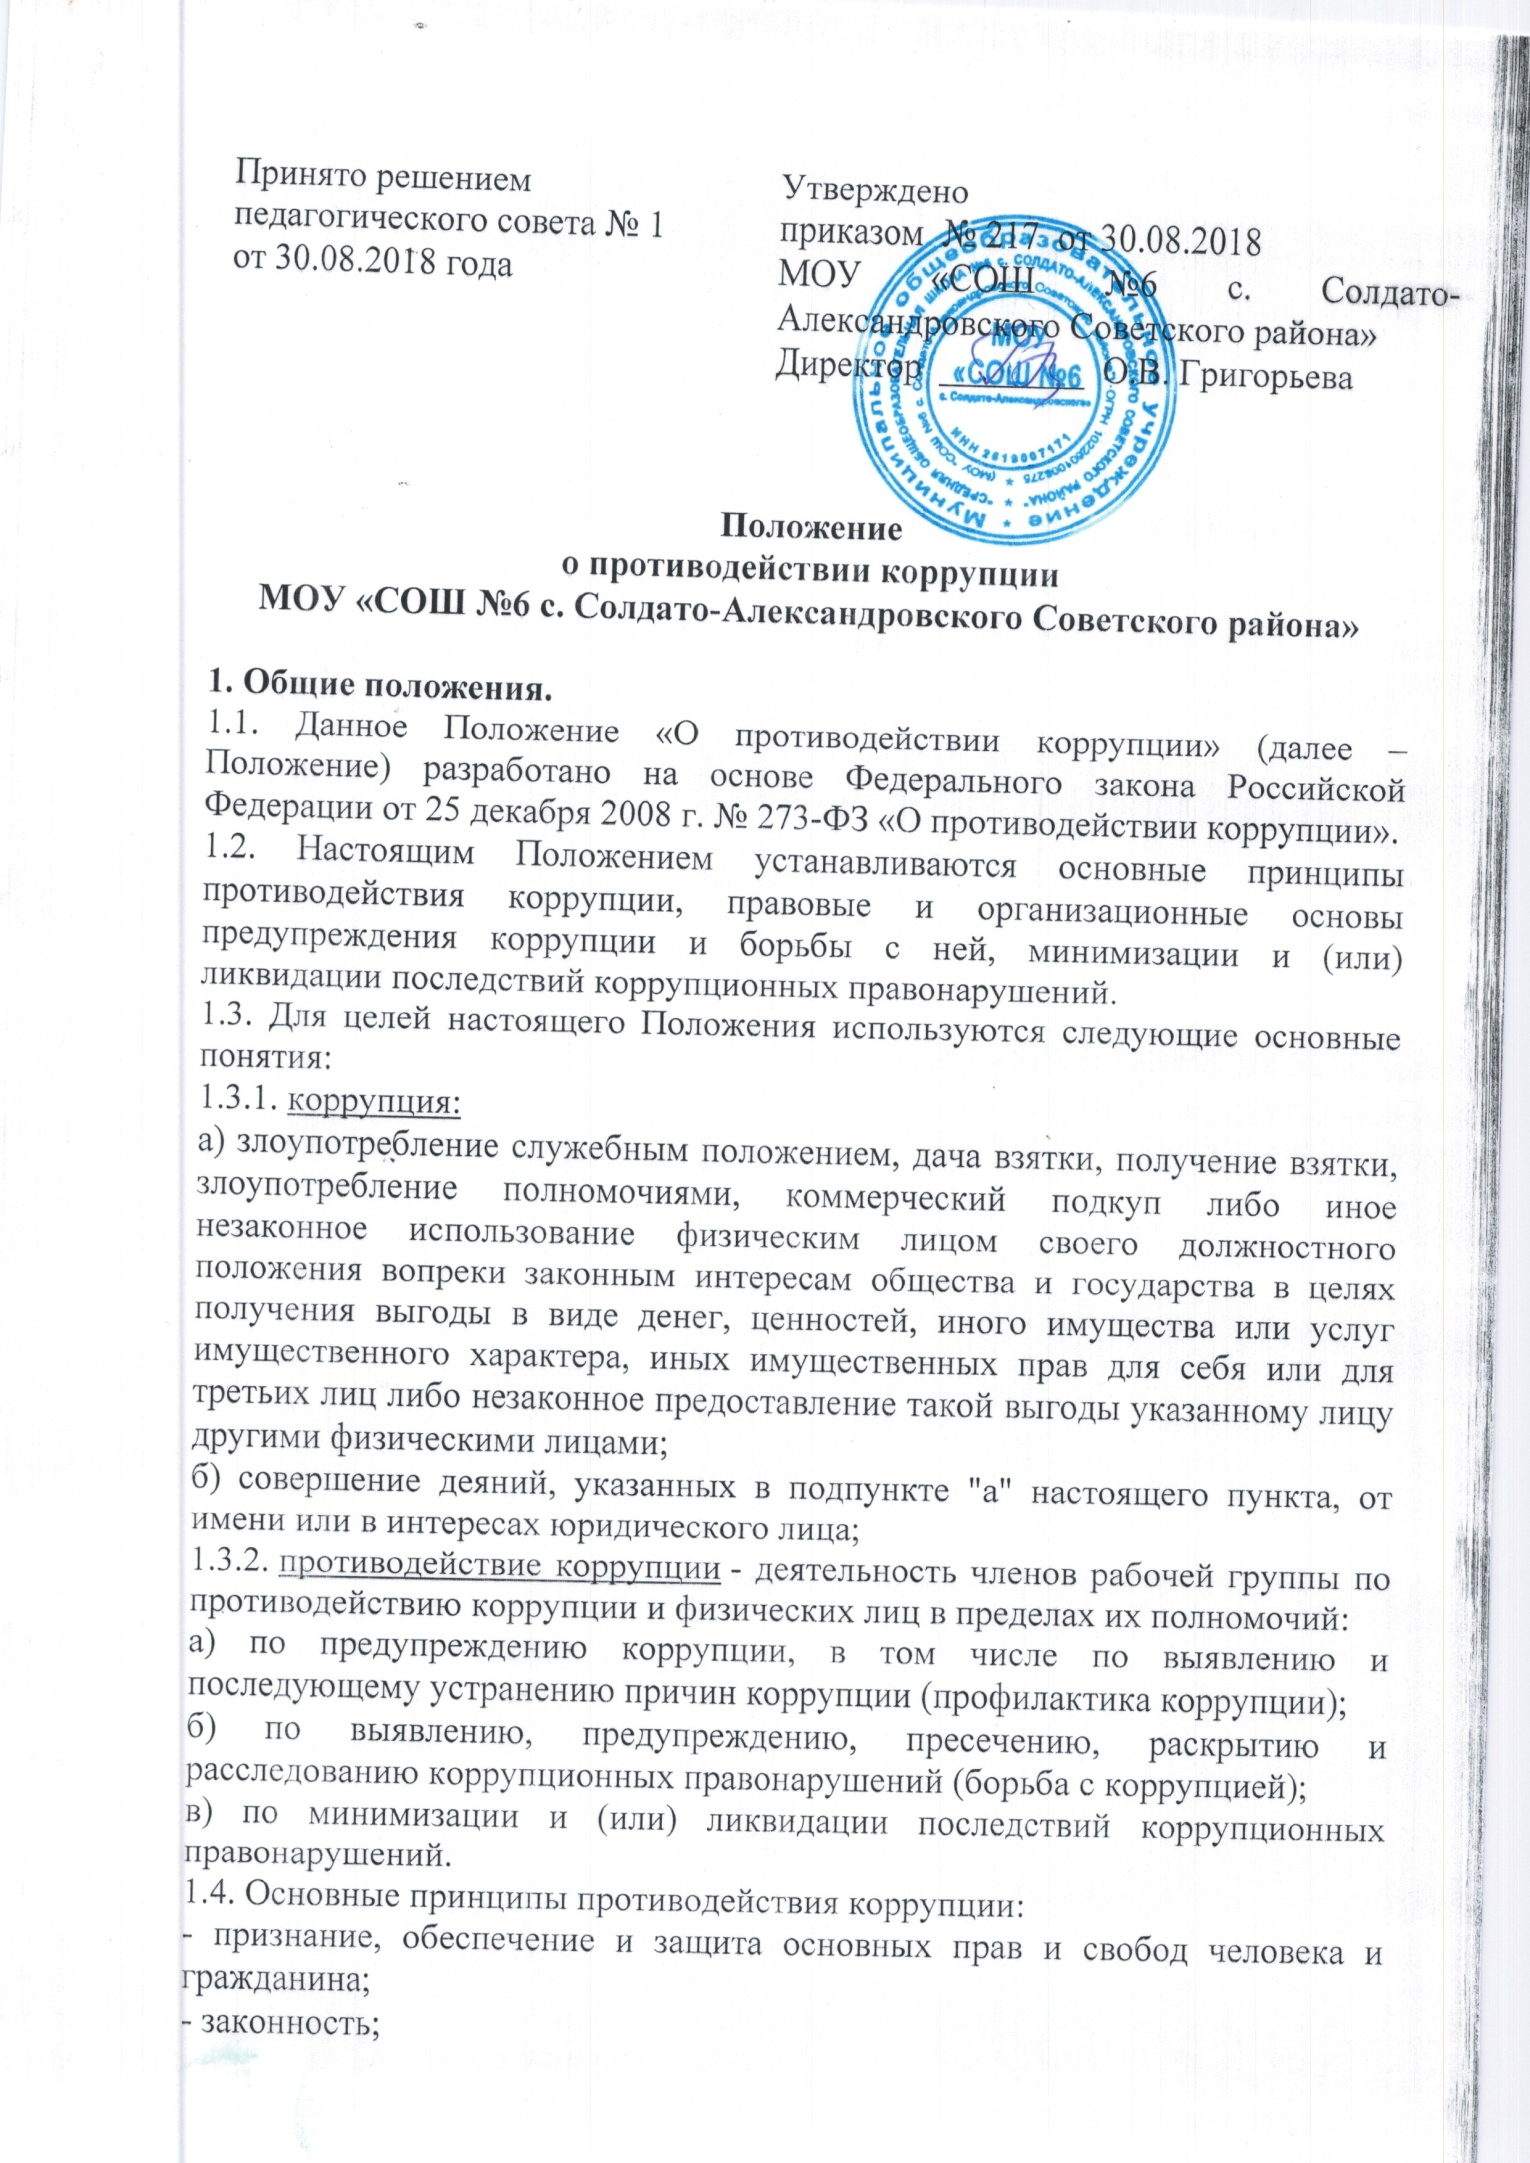 Принято решением
педагогического совета № 1
от 30.08.2018 года
Утверждено
приказом № 217 от 30.08.2018
МОУ «СОШ №6 с. Солдато-
Александровского Советского района»
Директор ________ О.В. Григорьева
Муниципальное общеобразовательное учреждение
МОУ
«СОШ №6
с. Солдато-Александровского»
ИНН 2619007171
Положение
о противодействии коррупции
МОУ «СОШ №6 с. Солдато-Александровского Советского района»
1. Общие положения.
1.1. Данное Положение «О противодействии коррупции» (далее –
Положение) разработано на основе Федерального закона Российской
Федерации от 25 декабря 2008 г. № 273-ФЗ «О противодействии коррупции».
1.2. Настоящим Положением устанавливаются основные принципы
противодействия коррупции, правовые и организационные основы
предупреждения коррупции и борьбы с ней, минимизации и (или)
ликвидации последствий коррупционных правонарушений.
1.3. Для целей настоящего Положения используются следующие основные
понятия:
1.3.1. коррупция:
а) злоупотребление служебным положением, дача взятки, получение взятки,
злоупотребление полномочиями, коммерческий подкуп либо иное
незаконное использование физическим лицом своего должностного
положения вопреки законным интересам общества и государства в целях
получения выгоды в виде денег, ценностей, иного имущества или услуг
имущественного характера, иных имущественных прав для себя или для
третьих лиц либо незаконное предоставление такой выгоды указанному лицу
другими физическими лицами;
б) совершение деяний, указанных в подпункте "а" настоящего пункта, от
имени или в интересах юридического лица;
1.3.2. противодействие коррупции - деятельность членов рабочей группы по
противодействию коррупции и физических лиц в пределах их полномочий:
а) по предупреждению коррупции, в том числе по выявлению и
последующему устранению причин коррупции (профилактика коррупции);
б) по выявлению, предупреждению, пресечению, раскрытию и
расследованию коррупционных правонарушений (борьба с коррупцией);
в) по минимизации и (или) ликвидации последствий коррупционных
правонарушений.
1.4. Основные принципы противодействия коррупции:
- признание, обеспечение и защита основных прав и свобод человека и
гражданина;
- законность;